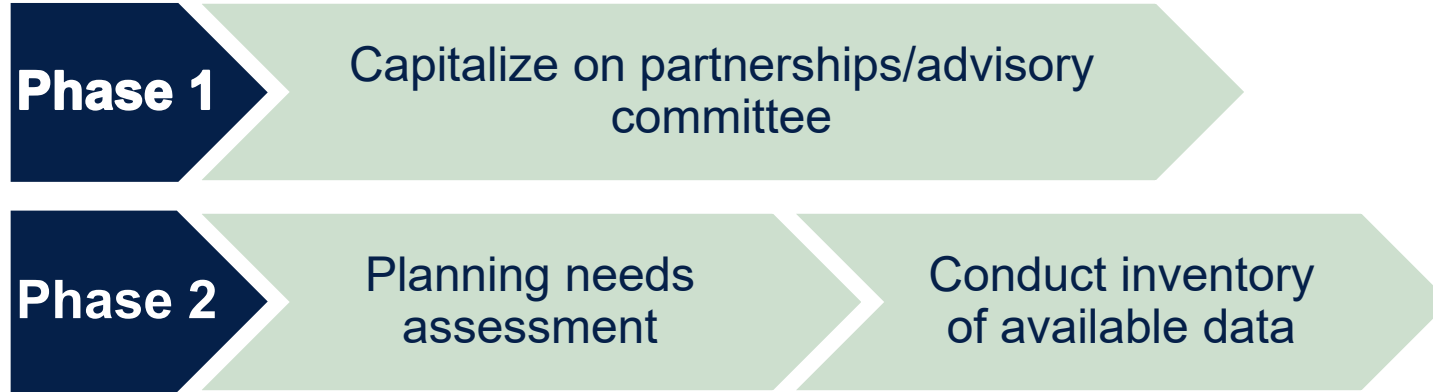 Phase 1
Capitalize on partnerships/advisory
committee
Phase 2
Planning needs
assessment
Conduct inventory
of available data